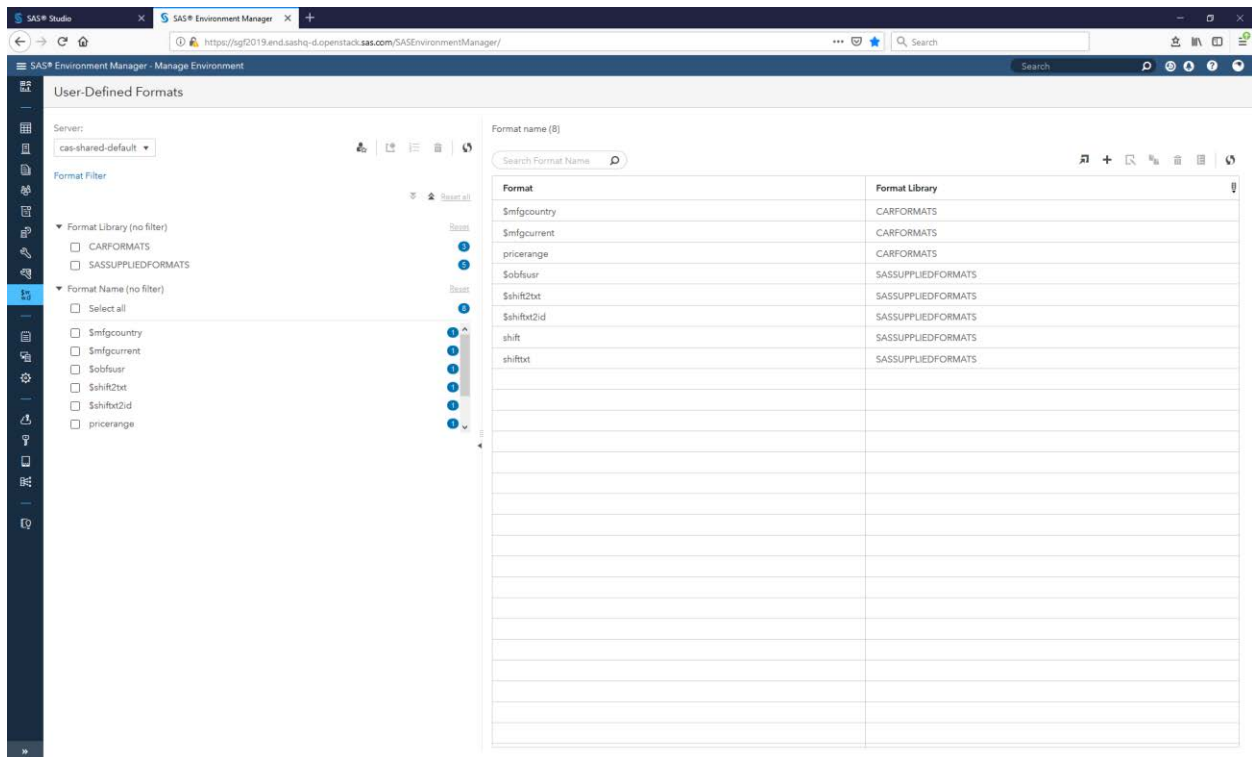 SAS® Studio
SAS® Environment Manager
https://sgf2019.end.sashq-d.openstack.sas.com/SASEnvironmentManager/
Search
SAS® Environment Manager - Manage Environment
Search
User-Defined Formats
Server:
cas-shared-default
Format Filter
Reset all
Format Library (no filter) Reset
CARFORMATS 3
SASSUPPLIEDFORMATS 5
Format Name (no filter) Reset
Select all 8
$mfgcountry 1
$mfgcurrent 1
$obfsusr 1
$shift2txt 1
$shiftxt2id 1
pricerange 1
Format name (8)
Search Format Name
Format Format Library
$mfgcountry CARFORMATS
$mfgcurrent CARFORMATS
pricerange CARFORMATS
$obfsusr SASSUPPLIEDFORMATS
$shift2txt SASSUPPLIEDFORMATS
$shiftxt2id SASSUPPLIEDFORMATS
shift SASSUPPLIEDFORMATS
shifttxt SASSUPPLIEDFORMATS